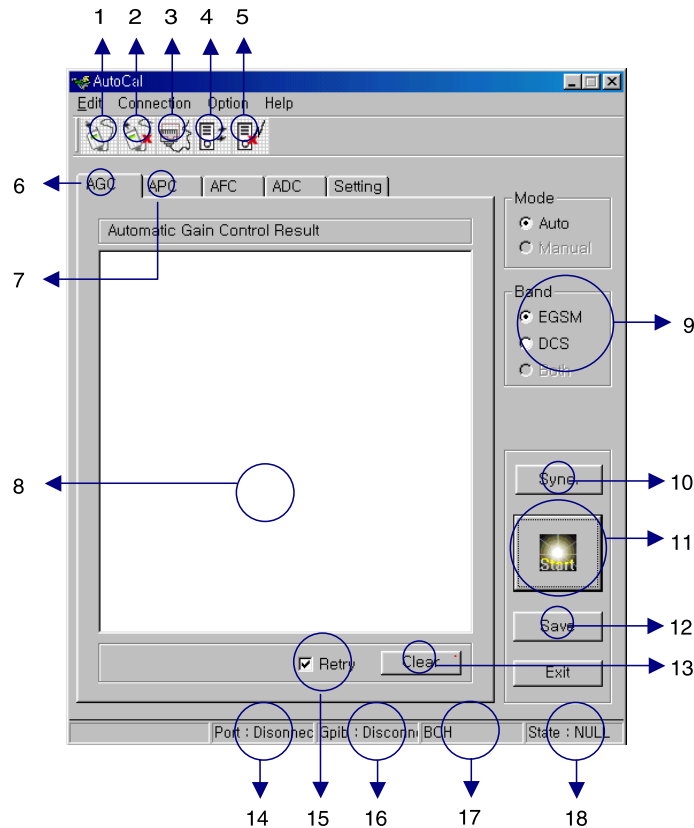 1 2 3 4 5
AutoCal
Edit Connection Option Help
6
AGC APC AFC ADC Setting
Mode
Auto
Manual
Automatic Gain Control Result
7
Band
EGSM
DCS
Both
9
8
Sync.
10
Start
11
Save
12
Retry
Clear
13
Exit
Port : Disonnec Gpib : Disconne BCH State : NULL
14 15 16 17 18